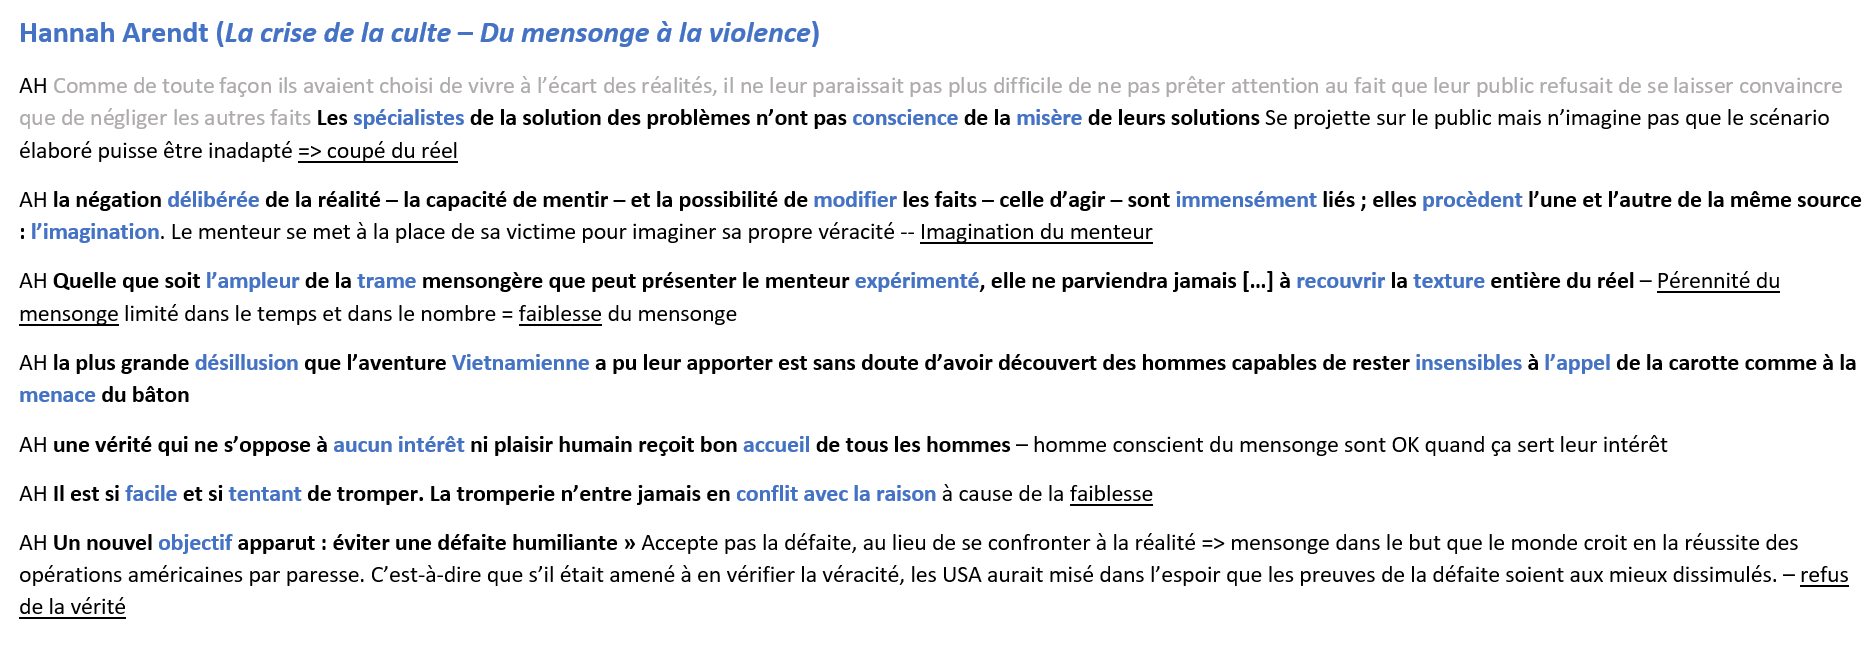 Hannah Arendt (La crise de la culte – Du mensonge à la violence)
AH Comme de toute façon ils avaient choisi de vivre à l’écart des réalités, il ne leur paraissait pas plus difficile de ne pas prêter attention au fait que leur public refusait de se laisser convaincre
que de négliger les autres faits Les spécialistes de la solution des problèmes n’ont pas conscience de la misère de leurs solutions Se projette sur le public mais n’imagine pas que le scénario
élaboré puisse être inadapté => coupé du réel
AH la négation délibérée de la réalité – la capacité de mentir – et la possibilité de modifier les faits – celle d’agir – sont immensément liés ; elles procèdent l’une et l’autre de la même source
: l’imagination. Le menteur se met à la place de sa victime pour imaginer sa propre véracité -- Imagination du menteur
AH Quelle que soit l’ampleur de la trame mensongère que peut présenter le menteur expérimenté, elle ne parviendra jamais […] à recouvrir la texture entière du réel – Pérennité du
mensonge limité dans le temps et dans le nombre = faiblesse du mensonge
AH la plus grande désillusion que l’aventure Vietnamienne a pu leur apporter est sans doute d’avoir découvert des hommes capables de rester insensibles à l’appel de la carotte comme à la
menace du bâton
AH une vérité qui ne s’oppose à aucun intérêt ni plaisir humain reçoit bon accueil de tous les hommes – homme conscient du mensonge sont OK quand ça sert leur intérêt
AH Il est si facile et si tentant de tromper. La tromperie n’entre jamais en conflit avec la raison à cause de la faiblesse
AH Un nouvel objectif apparut : éviter une défaite humiliante » Accepte pas la défaite, au lieu de se confronter à la réalité => mensonge dans le but que le monde croit en la réussite des
opérations américaines par paresse. C’est-à-dire que s’il était amené à en vérifier la véracité, les USA aurait misé dans l’espoir que les preuves de la défaite soient aux mieux dissimulés. – refus
de la vérité